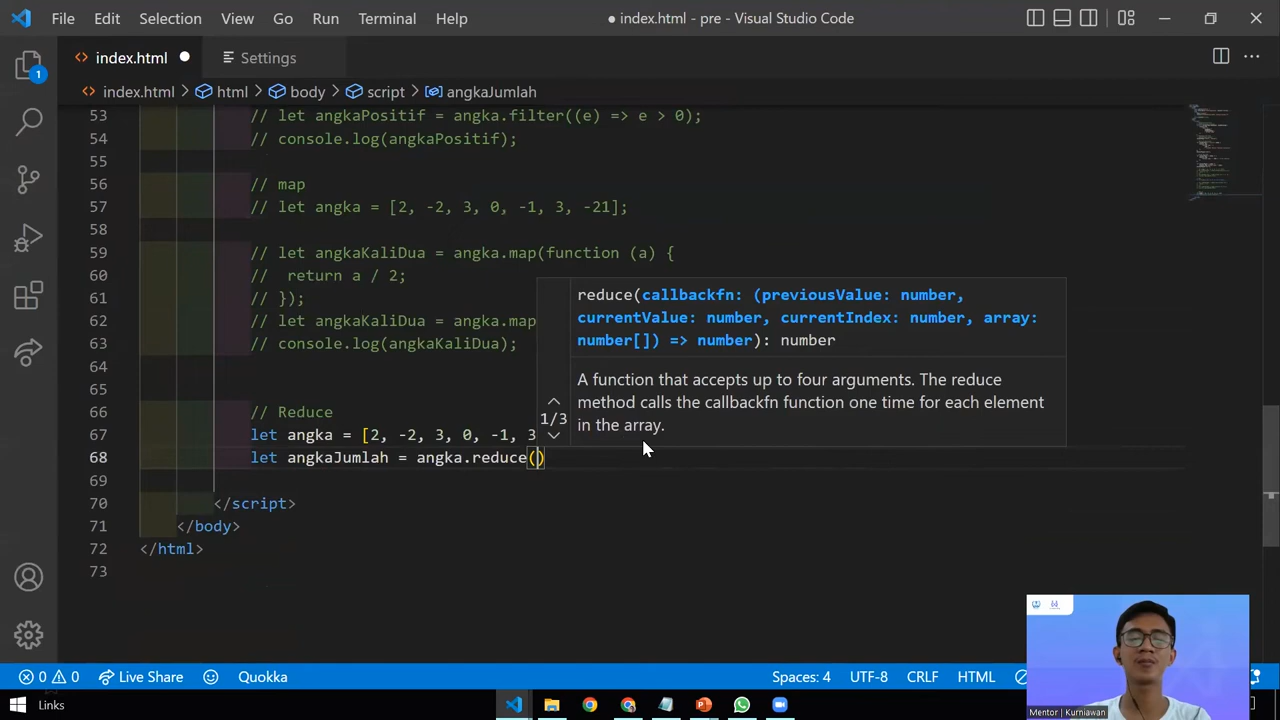 File Edit Selection View Go Run Terminal Help
● index.html - pre - Visual Studio Code
index.html
Settings
index.html > html > body > script > angkaJumlah
53 // let angkaPositif = angka.filter((e) => e > 0);
54 // console.log(angkaPositif);
55
56 // map
57 // let angka = [2, -2, 3, 0, -1, 3, -21];
58
59 // let angkaKaliDua = angka.map(function (a) {
60 //  return a / 2;
61 // });
62 // let angkaKaliDua = angka.map
63 // console.log(angkaKaliDua);
64
65
66 // Reduce
67 let angka = [2, -2, 3, 0, -1, 3
68 let angkaJumlah = angka.reduce()
69
70 </script>
71 </body>
72 </html>
73
reduce(callbackfn: (previousValue: number,
currentValue: number, currentIndex: number, array:
number[]) => number): number
A function that accepts up to four arguments. The reduce
method calls the callbackfn function one time for each element
in the array.
1/3
1
Mentor | Kurniawan
0 0 Live Share Quokka Spaces: 4 UTF-8 CRLF HTML
Links